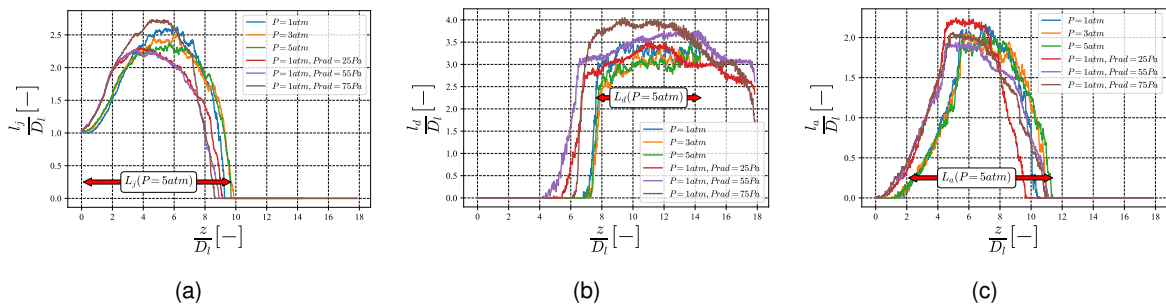 (a)
l_j/D_l [−]
2.5
2.0
1.5
1.0
0.5
0.0
P = 1atm
P = 3atm
P = 5atm
P = 1atm, Prad = 25Pa
P = 1atm, Prad = 55Pa
P = 1atm, Prad = 75Pa
L_j(P = 5atm)
0 2 4 6 8 10 12 14 16 18
z/D_l [−]
(a)
(b)
l_d/D_l [−]
4.0
3.5
3.0
2.5
2.0
1.5
1.0
0.5
0.0
L_d(P = 5atm)
P = 1atm
P = 3atm
P = 5atm
P = 1atm, Prad = 25Pa
P = 1atm, Prad = 55Pa
P = 1atm, Prad = 75Pa
0 2 4 6 8 10 12 14 16 18
z/D_l [−]
(b)
(c)
l_a/D_l [−]
2.0
1.5
1.0
0.5
0.0
P = 1atm
P = 3atm
P = 5atm
P = 1atm, Prad = 25Pa
P = 1atm, Prad = 55Pa
P = 1atm, Prad = 75Pa
L_a(P = 5atm)
0 2 4 6 8 10 12 14 16 18
z/D_l [−]
(c)